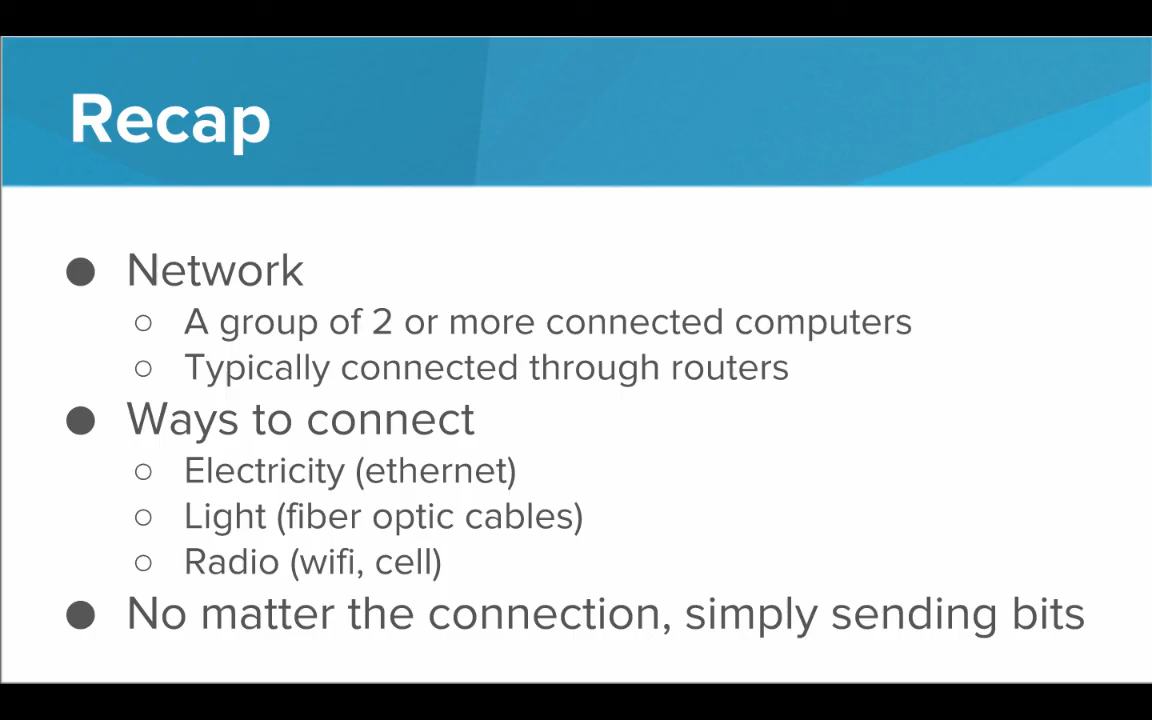 Recap
● Network
○ A group of 2 or more connected computers
○ Typically connected through routers
● Ways to connect
○ Electricity (ethernet)
○ Light (fiber optic cables)
○ Radio (wifi, cell)
● No matter the connection, simply sending bits